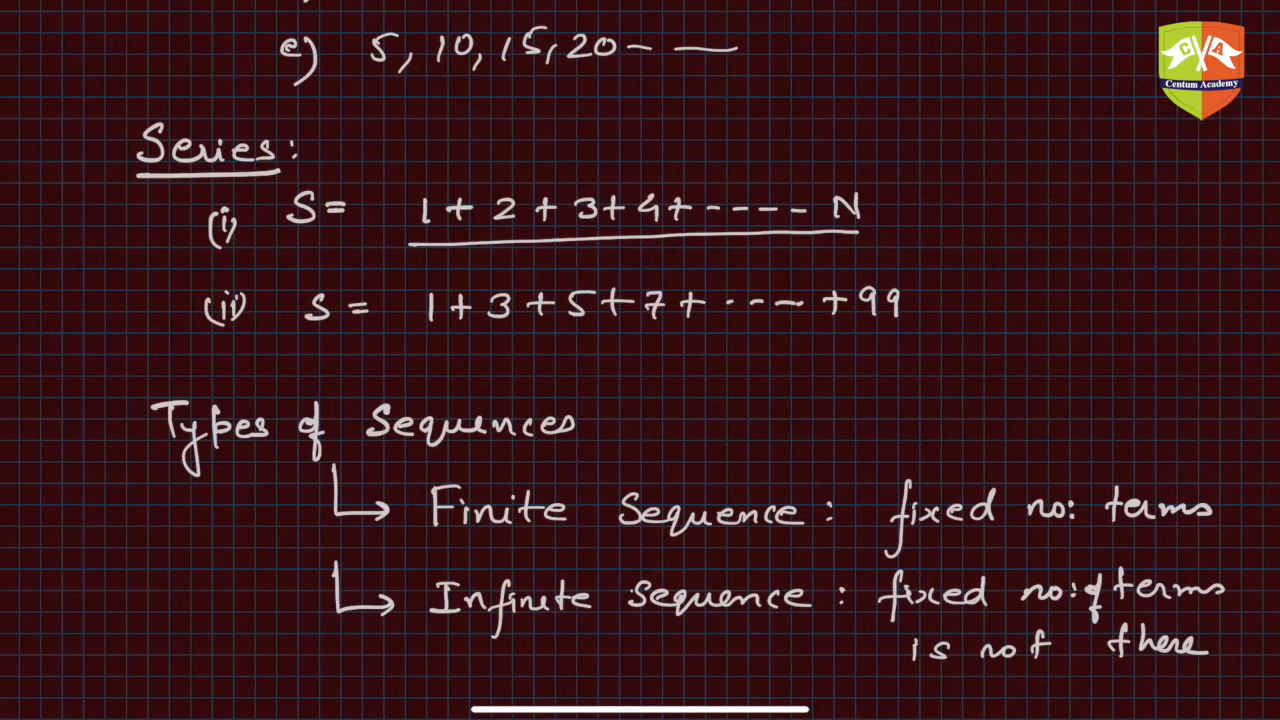 e) 5, 10, 15, 20 - —
C A
Centum Academy
Series:
(i) S = 1 + 2 + 3 + 4 + - - - - N
(ii) S = 1 + 3 + 5 + 7 + - - - - + 99
Types of Sequences
↳ Finite Sequence : fixed no: terms
↳ Infinite Sequence : fixed no: of terms
is not there